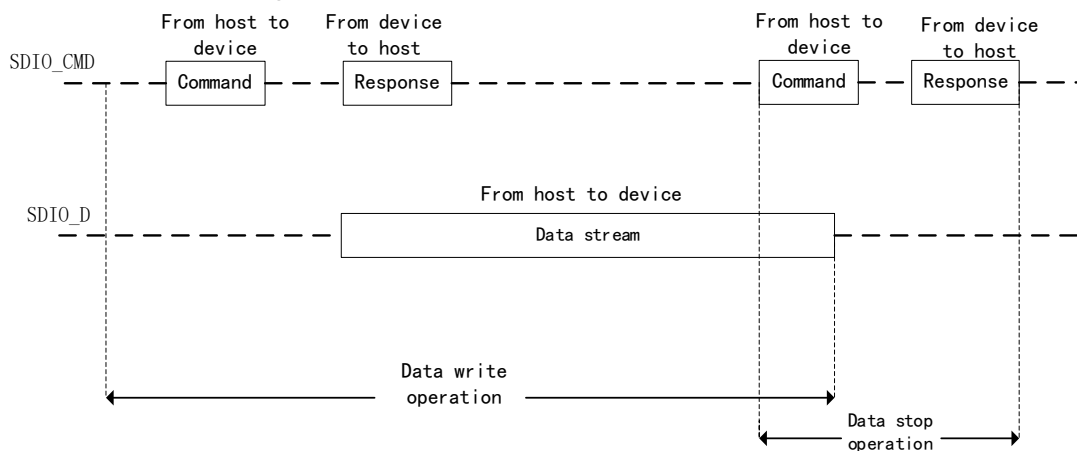 From host to
device
From device
to host
From host to
device
From device
to host
SDIO_CMD
Command
Response
Command
Response
From host to device
SDIO_D
Data stream
Data write
operation
Data stop
operation